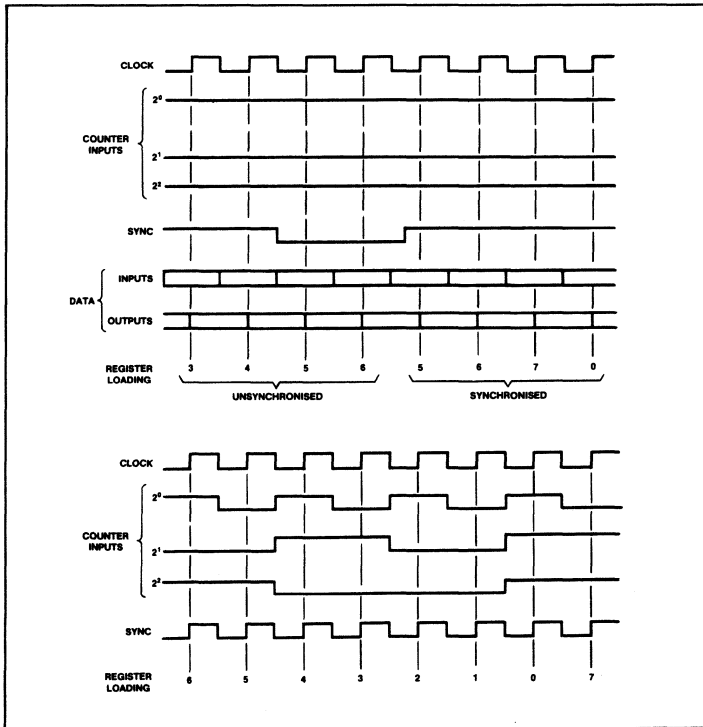 CLOCK
2⁰
COUNTER
INPUTS
2¹
2²
SYNC
INPUTS
DATA
OUTPUTS
REGISTER
LOADING
3 4 5 6 5 6 7 0
UNSYNCHRONISED SYNCHRONISED
CLOCK
2⁰
COUNTER
INPUTS
2¹
2²
SYNC
REGISTER
LOADING
6 5 4 3 2 1 0 7